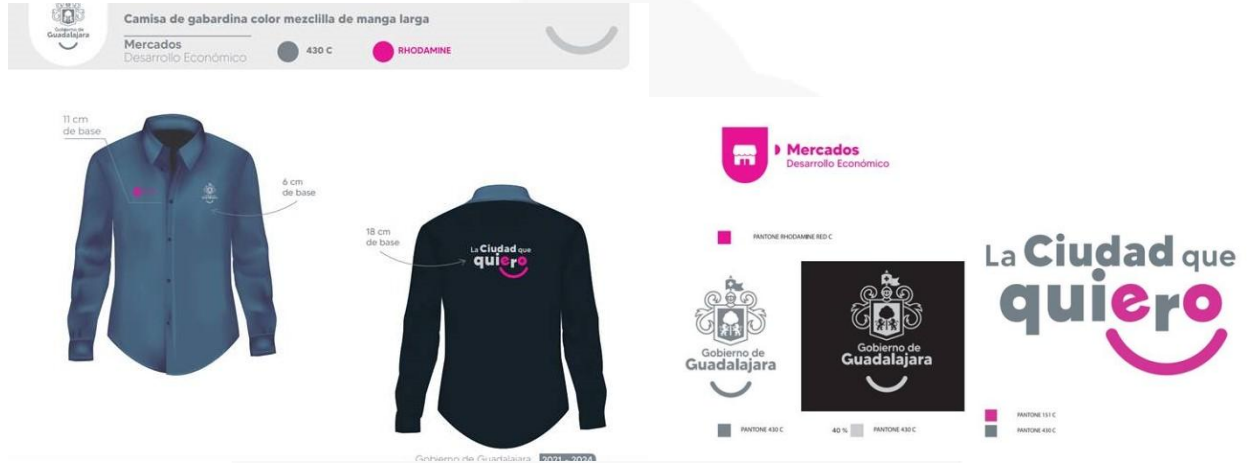 Gobierno de
Guadalajara
Camisa de gabardina color mezclilla de manga larga
Mercados
Desarrollo Económico
430 C
RHODAMINE
11 cm
de base
6 cm
de base
18 cm
de base
La Ciudad que
quiero
Gobierno de Guadalajara 2021 - 2024
Mercados
Desarrollo Económico
PANTONE RHODAMINE RED C
Gobierno de
Guadalajara
PANTONE 430 C
Gobierno de
Guadalajara
40 % PANTONE 430 C
La Ciudad que
quiero
PANTONE 151 C
PANTONE 430 C